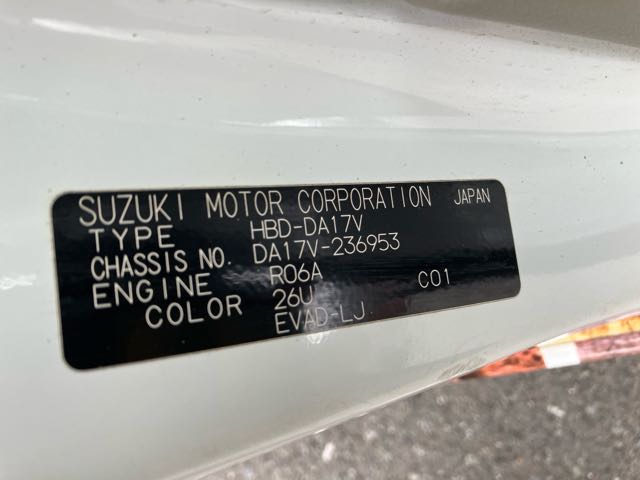 SUZUKI MOTOR CORPORATION JAPAN
TYPE HBD-DA17V
CHASSIS NO. DA17V-236953
ENGINE R06A C01
COLOR 26U
EVAD-LJ